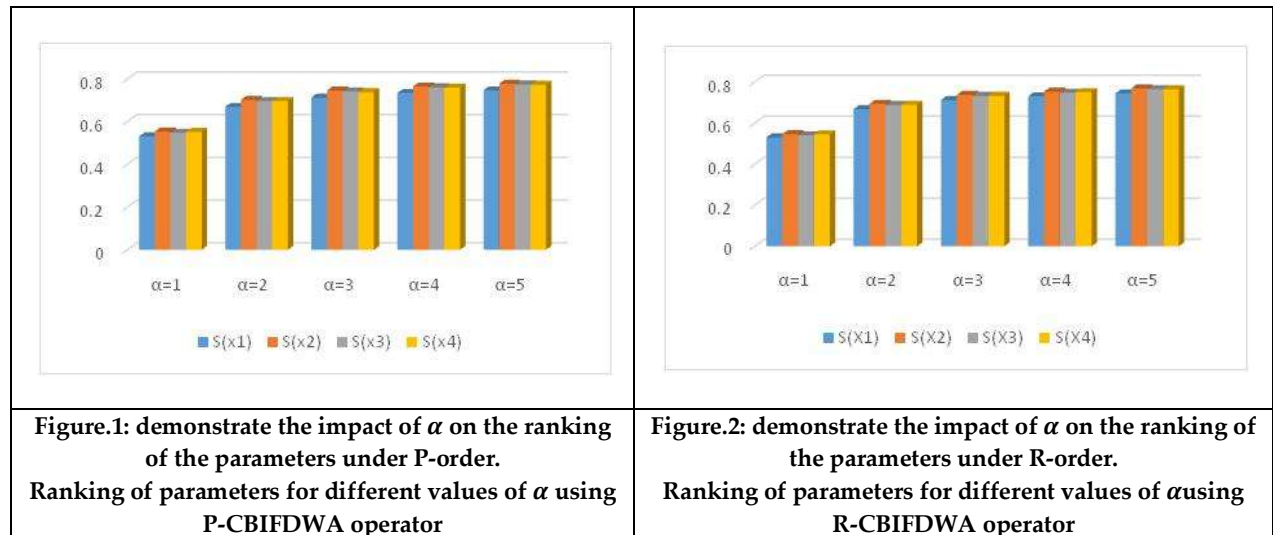 0.8
0.6
0.4
0.2
0
α=1 α=2 α=3 α=4 α=5
S(x1) S(x2) S(x3) S(x4)
Figure.1: demonstrate the impact of α on the ranking
of the parameters under P-order.
Ranking of parameters for different values of α using
P-CBIFDWA operator
0.8
0.6
0.4
0.2
0
α=1 α=2 α=3 α=4 α=5
S(X1) S(X2) S(X3) S(X4)
Figure.2: demonstrate the impact of α on the ranking of
the parameters under R-order.
Ranking of parameters for different values of αusing
R-CBIFDWA operator